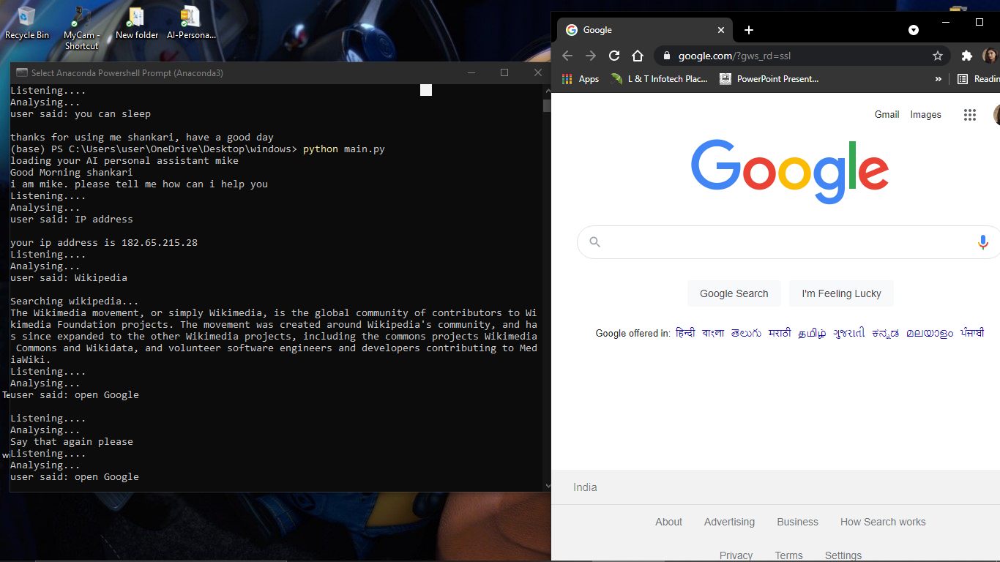 Recycle Bin
MyCam - Shortcut
New folder
AI-Persona...
Select Anaconda Powershell Prompt (Anaconda3)
Listening....
Analysing...
user said: you can sleep
thanks for using me shankari, have a good day
(base) PS C:\Users\user\OneDrive\Desktop\windows> python main.py
loading your AI personal assistant mike
Good Morning shankari
i am mike. please tell me how can i help you
Listening....
Analysing...
user said: IP address
your ip address is 182.65.215.28
Listening....
Analysing...
user said: Wikipedia
Searching wikipedia...
The Wikimedia movement, or simply Wikimedia, is the global community of contributors to Wi
kimedia Foundation projects. The movement was created around Wikipedia's community, and ha
s since expanded to the other Wikimedia projects, including the commons projects Wikimedia
Commons and Wikidata, and volunteer software engineers and developers contributing to Med
iaWiki.
Listening....
Analysing...
user said: open Google
Listening....
Analysing...
Say that again please
Listening....
Analysing...
user said: open Google
Google
google.com/?gws_rd=ssl
Apps L & T Infotech Plac... PowerPoint Present... » Readin
Gmail Images
Google
Google Search I'm Feeling Lucky
Google offered in: हिन्दी বাংলা తెలుగు मराठी தமிழ் ગુજરાતી ಕನ್ನಡ മലയാളം ਪੰਜਾਬੀ
India
About Advertising Business How Search works
Privacy Terms Settings